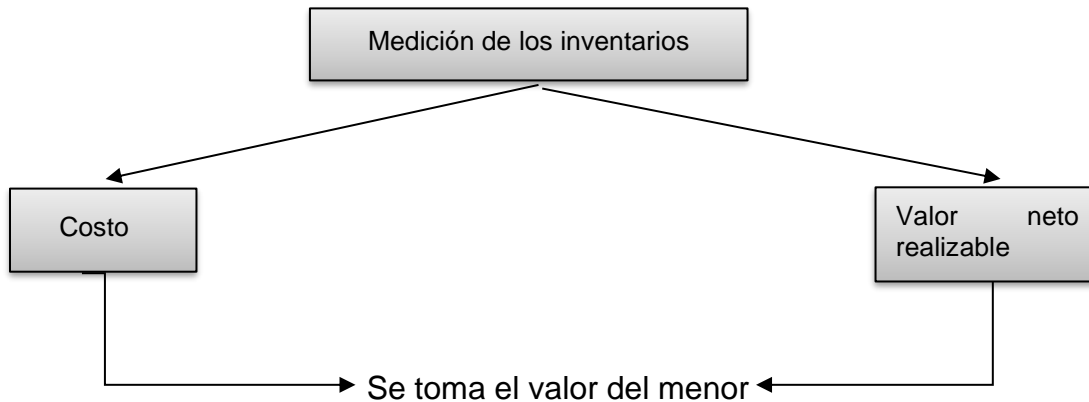 Medición de los inventarios
Costo
Valor neto
realizable
Se toma el valor del menor